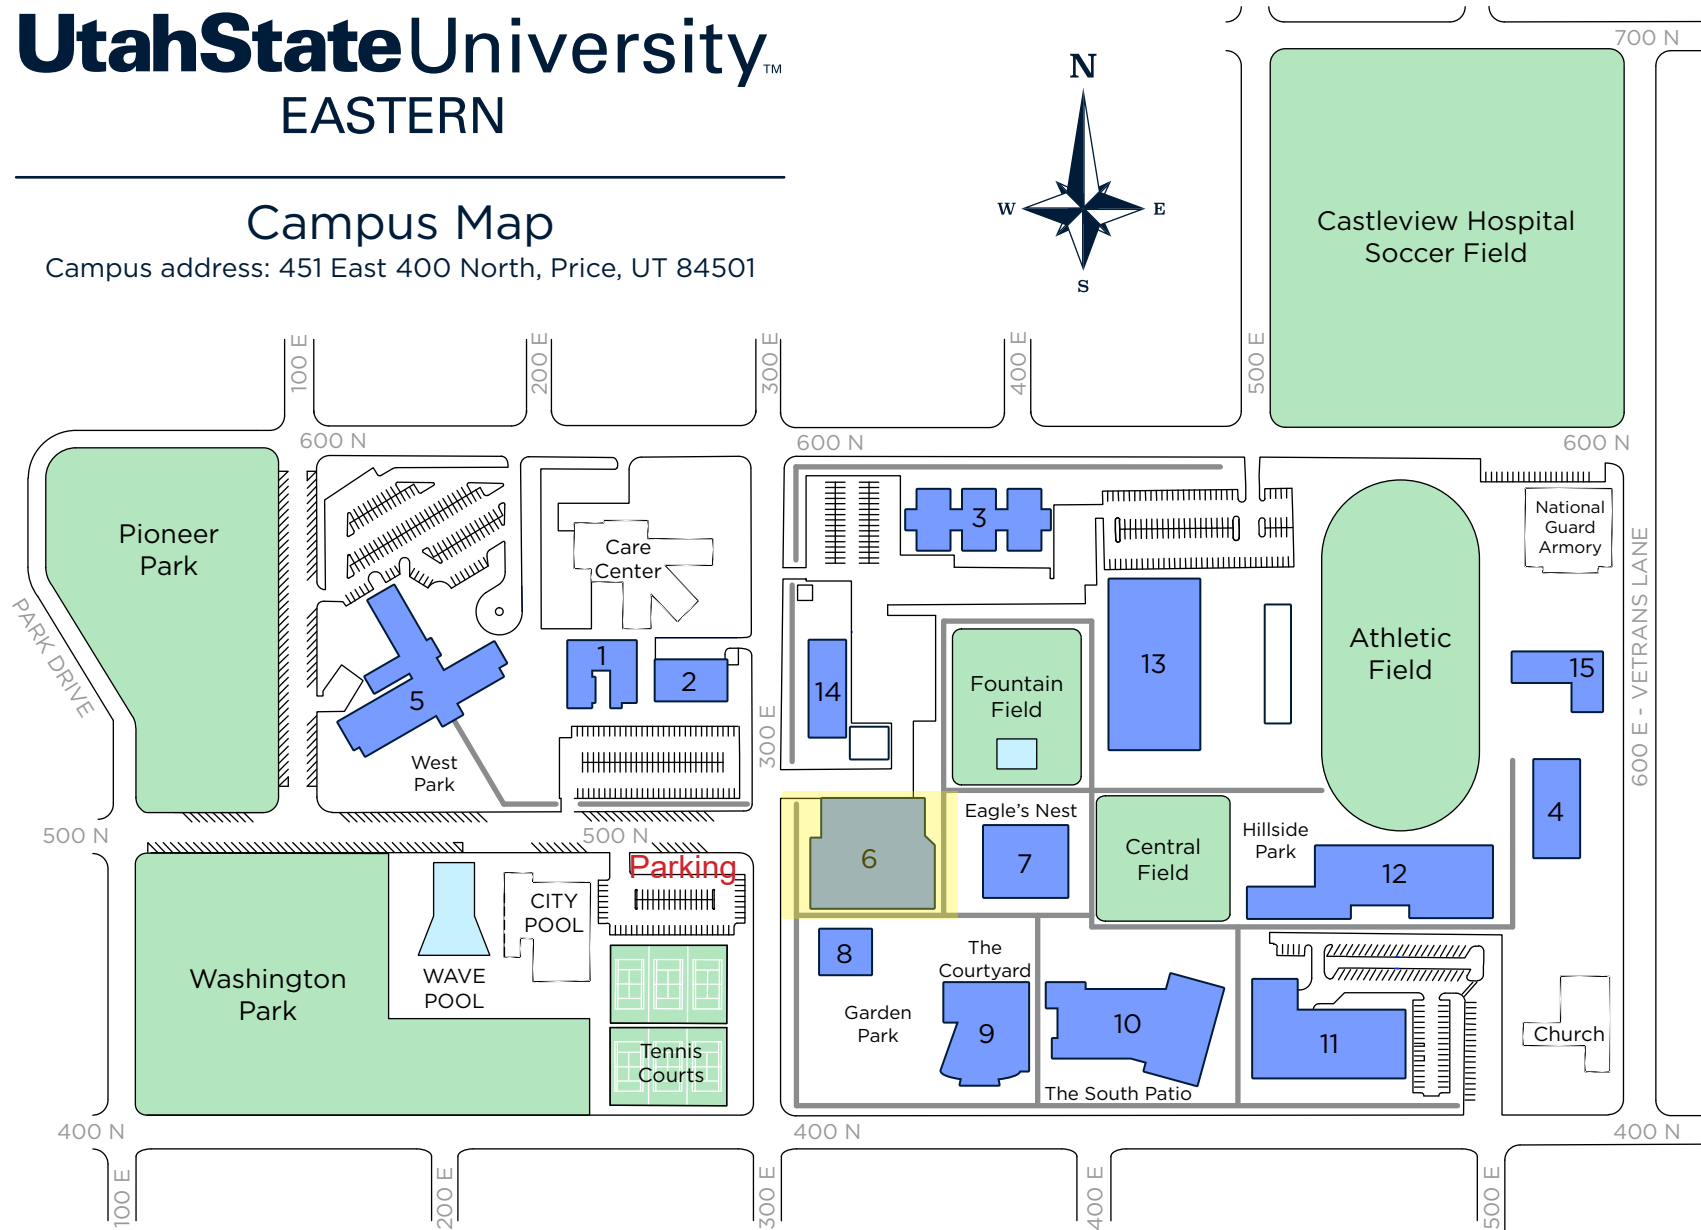 UtahStateUniversity™
EASTERN
Campus Map
Campus address: 451 East 400 North, Price, UT 84501
N
W
E
S
700 N
Castleview Hospital
Soccer Field
100 E
200 E
300 E
400 E
500 E
600 N
600 N
600 N
Pioneer
Park
PARK DRIVE
Care
Center
3
National
Guard
Armory
600 E - VETRANS LANE
1
2
5
West
Park
14
300 E
Fountain
Field
13
Athletic
Field
15
4
500 N
500 N
Parking
6
Eagle's Nest
7
Central
Field
Hillside
Park
12
CITY
POOL
WAVE
POOL
Washington
Park
Tennis
Courts
8
The
Courtyard
Garden
Park
9
10
The South Patio
11
Church
400 N
400 N
400 N
100 E
200 E
300 E
400 E
500 E